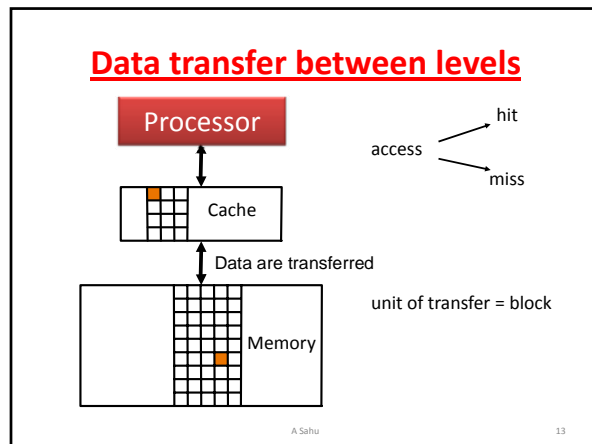 Data transfer between levels
Processor
hit
access
miss
Cache
Data are transferred
unit of transfer = block
Memory
A Sahu
13